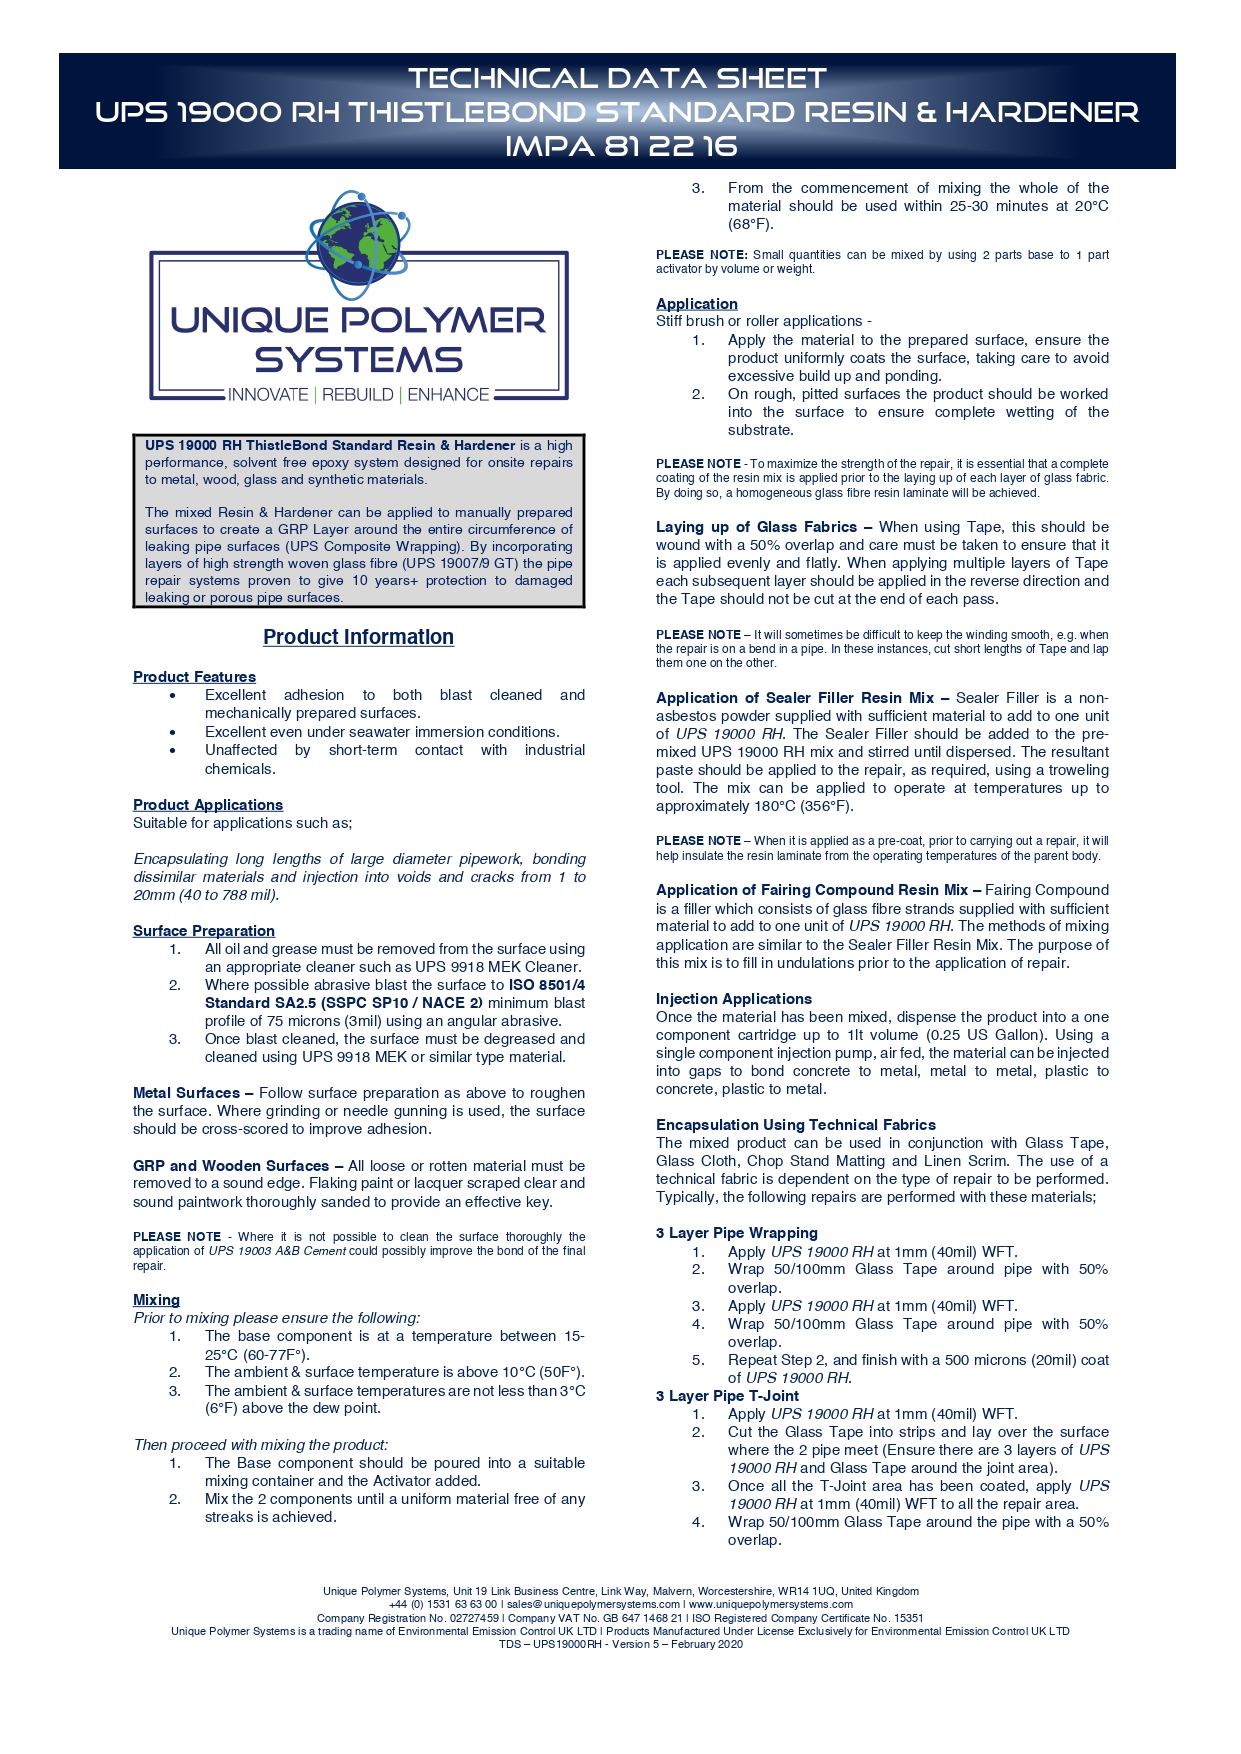 TECHNICAL DATA SHEET
UPS 19000 RH THISTLEBOND STANDARD RESIN & HARDENER
IMPA 81 22 16
UNIQUE POLYMER
SYSTEMS
INNOVATE | REBUILD | ENHANCE
UPS 19000 RH ThistleBond Standard Resin & Hardener is a high
performance, solvent free epoxy system designed for onsite repairs
to metal, wood, glass and synthetic materials.
The mixed Resin & Hardener can be applied to manually prepared
surfaces to create a GRP Layer around the entire circumference of
leaking pipe surfaces (UPS Composite Wrapping). By incorporating
layers of high strength woven glass fibre (UPS 19007/9 GT) the pipe
repair systems proven to give 10 years+ protection to damaged
leaking or porous pipe surfaces.
Product Information
Product Features
• Excellent adhesion to both blast cleaned and
mechanically prepared surfaces.
• Excellent even under seawater immersion conditions.
• Unaffected by short-term contact with industrial
chemicals.
Product Applications
Suitable for applications such as;
Encapsulating long lengths of large diameter pipework, bonding
dissimilar materials and injection into voids and cracks from 1 to
20mm (40 to 788 mil).
Surface Preparation
1. All oil and grease must be removed from the surface using
an appropriate cleaner such as UPS 9918 MEK Cleaner.
2. Where possible abrasive blast the surface to ISO 8501/4
Standard SA2.5 (SSPC SP10 / NACE 2) minimum blast
profile of 75 microns (3mil) using an angular abrasive.
3. Once blast cleaned, the surface must be degreased and
cleaned using UPS 9918 MEK or similar type material.
Metal Surfaces – Follow surface preparation as above to roughen
the surface. Where grinding or needle gunning is used, the surface
should be cross-scored to improve adhesion.
GRP and Wooden Surfaces – All loose or rotten material must be
removed to a sound edge. Flaking paint or lacquer scraped clear and
sound paintwork thoroughly sanded to provide an effective key.
PLEASE NOTE - Where it is not possible to clean the surface thoroughly the
application of UPS 19003 A&B Cement could possibly improve the bond of the final
repair.
Mixing
Prior to mixing please ensure the following:
1. The base component is at a temperature between 15-
25°C (60-77F°).
2. The ambient & surface temperature is above 10°C (50F°).
3. The ambient & surface temperatures are not less than 3°C
(6°F) above the dew point.
Then proceed with mixing the product:
1. The Base component should be poured into a suitable
mixing container and the Activator added.
2. Mix the 2 components until a uniform material free of any
streaks is achieved.
3. From the commencement of mixing the whole of the
material should be used within 25-30 minutes at 20°C
(68°F).
PLEASE NOTE: Small quantities can be mixed by using 2 parts base to 1 part
activator by volume or weight.
Application
Stiff brush or roller applications -
1. Apply the material to the prepared surface, ensure the
product uniformly coats the surface, taking care to avoid
excessive build up and ponding.
2. On rough, pitted surfaces the product should be worked
into the surface to ensure complete wetting of the
substrate.
PLEASE NOTE - To maximize the strength of the repair, it is essential that a complete
coating of the resin mix is applied prior to the laying up of each layer of glass fabric.
By doing so, a homogeneous glass fibre resin laminate will be achieved.
Laying up of Glass Fabrics – When using Tape, this should be
wound with a 50% overlap and care must be taken to ensure that it
is applied evenly and flatly. When applying multiple layers of Tape
each subsequent layer should be applied in the reverse direction and
the Tape should not be cut at the end of each pass.
PLEASE NOTE – It will sometimes be difficult to keep the winding smooth, e.g. when
the repair is on a bend in a pipe. In these instances, cut short lengths of Tape and lap
them one on the other.
Application of Sealer Filler Resin Mix – Sealer Filler is a non-
asbestos powder supplied with sufficient material to add to one unit
of UPS 19000 RH. The Sealer Filler should be added to the pre-
mixed UPS 19000 RH mix and stirred until dispersed. The resultant
paste should be applied to the repair, as required, using a troweling
tool. The mix can be applied to operate at temperatures up to
approximately 180°C (356°F).
PLEASE NOTE – When it is applied as a pre-coat, prior to carrying out a repair, it will
help insulate the resin laminate from the operating temperatures of the parent body.
Application of Fairing Compound Resin Mix – Fairing Compound
is a filler which consists of glass fibre strands supplied with sufficient
material to add to one unit of UPS 19000 RH. The methods of mixing
application are similar to the Sealer Filler Resin Mix. The purpose of
this mix is to fill in undulations prior to the application of repair.
Injection Applications
Once the material has been mixed, dispense the product into a one
component cartridge up to 1lt volume (0.25 US Gallon). Using a
single component injection pump, air fed, the material can be injected
into gaps to bond concrete to metal, metal to metal, plastic to
concrete, plastic to metal.
Encapsulation Using Technical Fabrics
The mixed product can be used in conjunction with Glass Tape,
Glass Cloth, Chop Stand Matting and Linen Scrim. The use of a
technical fabric is dependent on the type of repair to be performed.
Typically, the following repairs are performed with these materials;
3 Layer Pipe Wrapping
1. Apply UPS 19000 RH at 1mm (40mil) WFT.
2. Wrap 50/100mm Glass Tape around pipe with 50%
overlap.
3. Apply UPS 19000 RH at 1mm (40mil) WFT.
4. Wrap 50/100mm Glass Tape around pipe with 50%
overlap.
5. Repeat Step 2, and finish with a 500 microns (20mil) coat
of UPS 19000 RH.
3 Layer Pipe T-Joint
1. Apply UPS 19000 RH at 1mm (40mil) WFT.
2. Cut the Glass Tape into strips and lay over the surface
where the 2 pipe meet (Ensure there are 3 layers of UPS
19000 RH and Glass Tape around the joint area).
3. Once all the T-Joint area has been coated, apply UPS
19000 RH at 1mm (40mil) WFT to all the repair area.
4. Wrap 50/100mm Glass Tape around the pipe with a 50%
overlap.
Unique Polymer Systems, Unit 19 Link Business Centre, Link Way, Malvern, Worcestershire, WR14 1UQ, United Kingdom
+44 (0) 1531 63 63 00 | sales@uniquepolymersystems.com | www.uniquepolymersystems.com
Company Registration No. 02727459 | Company VAT No. GB 647 1468 21 | ISO Registered Company Certificate No. 15351
Unique Polymer Systems is a trading name of Environmental Emission Control UK LTD | Products Manufactured Under License Exclusively for Environmental Emission Control UK LTD
TDS – UPS19000RH - Version 5 – February 2020